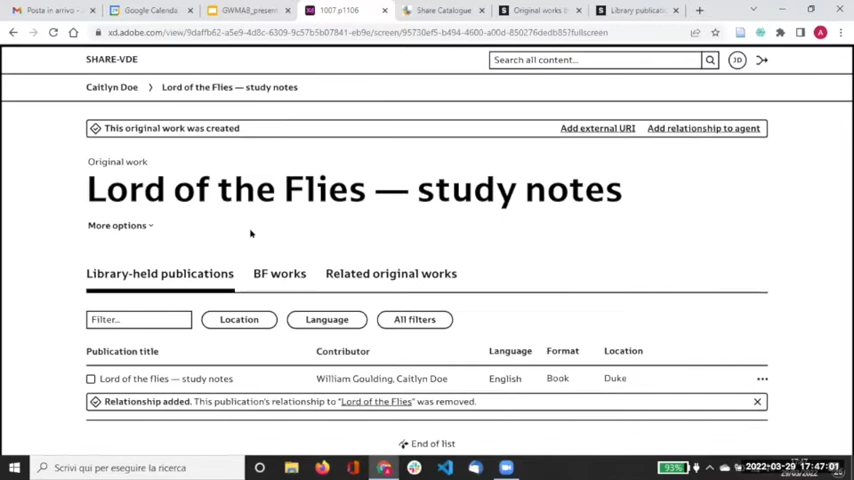 Posta in arrivo -
Google Calenda
GWMA8_present
1007 p1106
Share Catalogue
Original works t
Library publicati
xd.adobe.com/view/9daffb62-a5e9-4d8c-6309-9c57b5b07841-eb9e/screen/95730ef5-b494-4600-a00d-850276dedb85?fullscreen
SHARE-VDE
Search all content...
JD
Caitlyn Doe > Lord of the Flies — study notes
This original work was created
Add external URI
Add relationship to agent
Original work
Lord of the Flies — study notes
More options
Library-held publications
BF works
Related original works
Filter...
Location
Language
All filters
Publication title
Contributor
Language
Format
Location
Lord of the flies — study notes
William Goulding, Caitlyn Doe
English
Book
Duke
Relationship added. This publication's relationship to "Lord of the Flies" was removed.
End of list
Scrivi qui per eseguire la ricerca
93%
2022-03-29 17:47:01